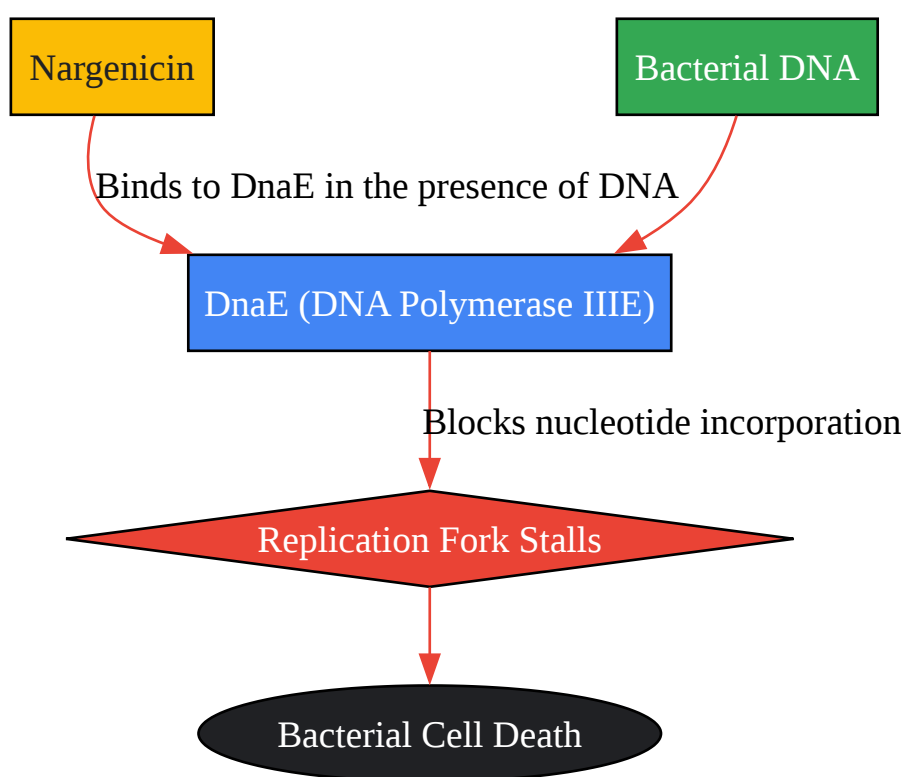 Nargenicin
Bacterial DNA
Binds to DnaE in the presence of DNA
DnaE (DNA Polymerase IIIE)
Blocks nucleotide incorporation
Replication Fork Stalls
Bacterial Cell Death